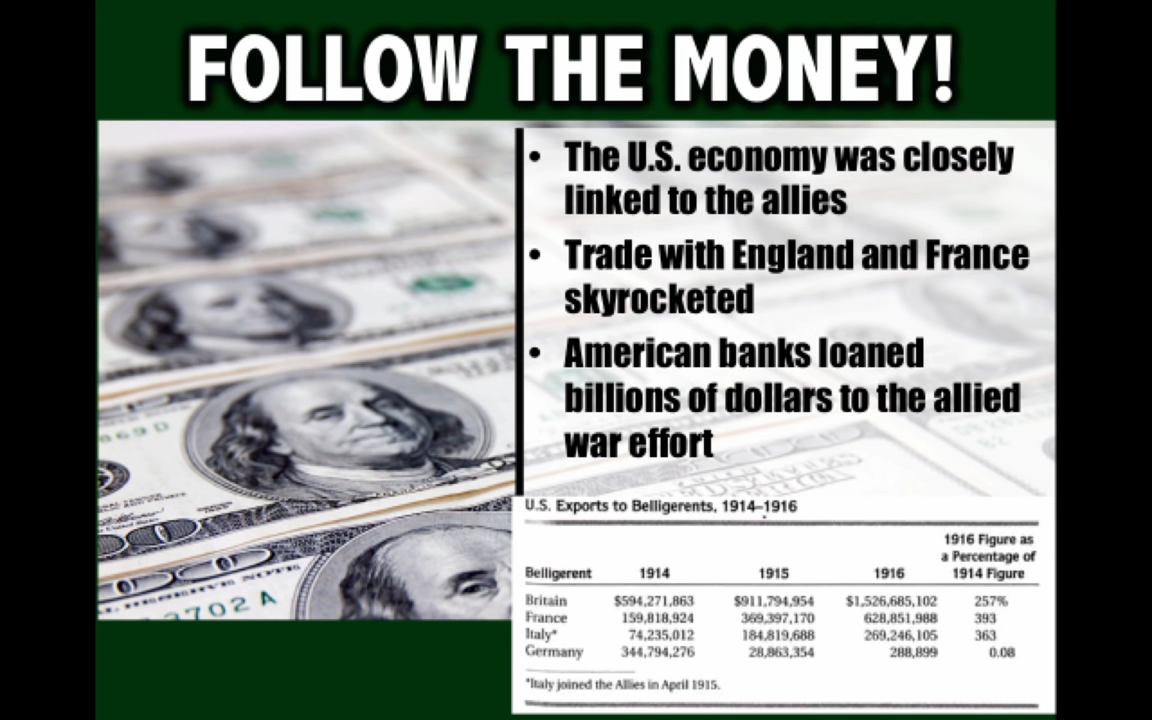 FOLLOW THE MONEY!
• The U.S. economy was closely
linked to the allies
• Trade with England and France
skyrocketed
• American banks loaned
billions of dollars to the allied
war effort
869D
3702A
U.S. Exports to Belligerents, 1914–1916
1916 Figure as
a Percentage of
Belligerent 1914 1915 1916 1914 Figure
Britain $594,271,863 $911,794,954 $1,526,685,102 257%
France 159,818,924 369,397,170 628,851,988 393
Italy* 74,235,012 184,819,688 269,246,105 363
Germany 344,794,276 28,863,354 288,899 0.08
*Italy joined the Allies in April 1915.